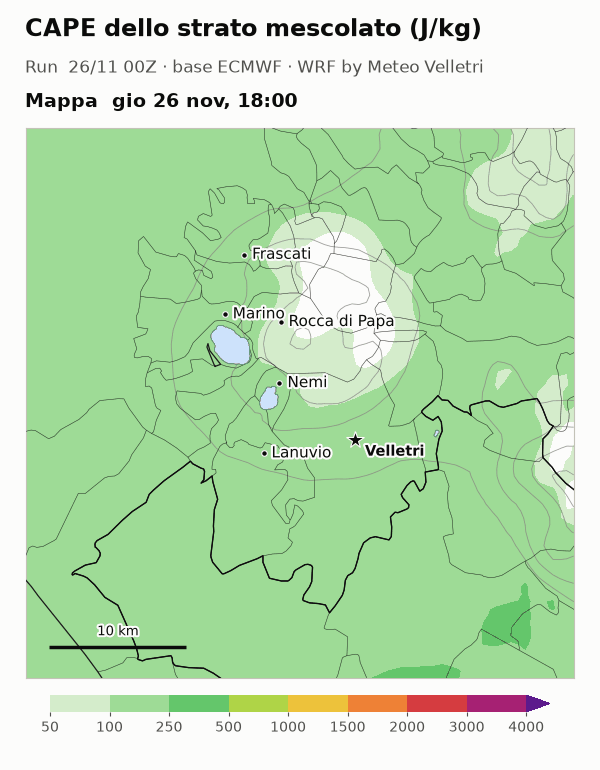 CAPE dello strato mescolato (J/kg)
Run  26/11 00Z · base ECMWF · WRF by Meteo Velletri
Mappa  gio 26 nov, 18:00
Frascati
Marino
Rocca di Papa
Nemi
Velletri
Lanuvio
10 km
50 100 250 500 1000 1500 2000 3000 4000